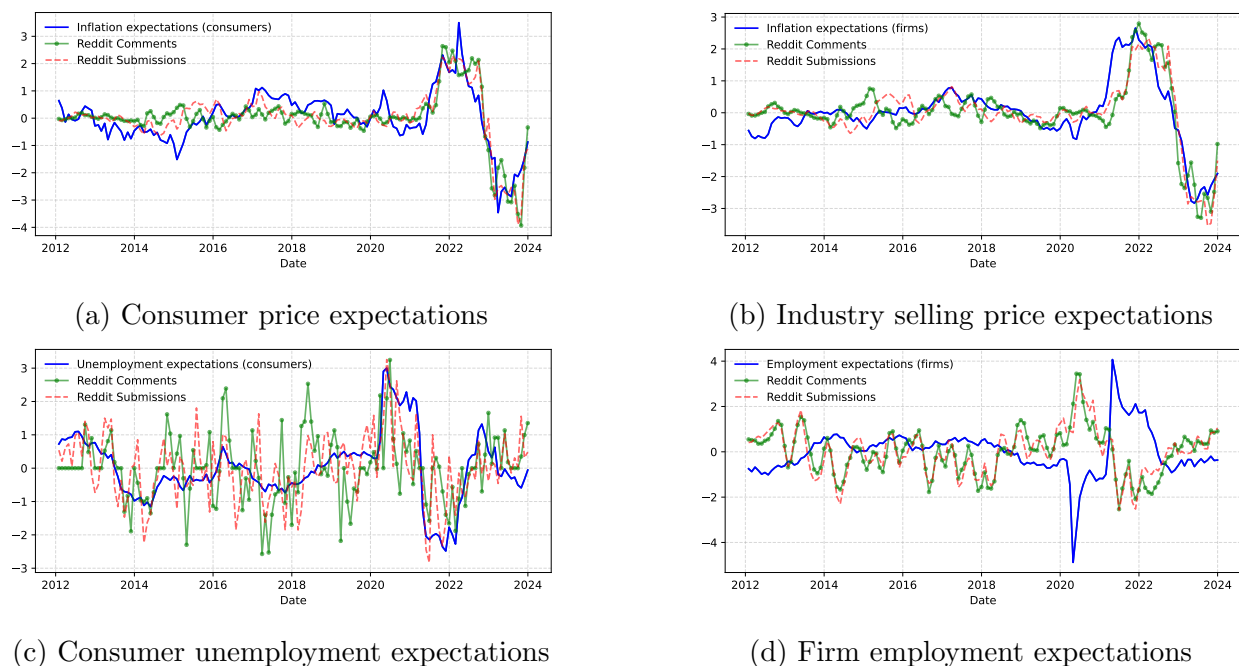 Inflation expectations (consumers)
Reddit Comments
Reddit Submissions
3
2
1
0
−1
−2
−3
−4
2012 2014 2016 2018 2020 2022 2024
Date
(a) Consumer price expectations
Inflation expectations (firms)
Reddit Comments
Reddit Submissions
3
2
1
0
−1
−2
−3
2012 2014 2016 2018 2020 2022 2024
Date
(b) Industry selling price expectations
Unemployment expectations (consumers)
Reddit Comments
Reddit Submissions
3
2
1
0
−1
−2
−3
2012 2014 2016 2018 2020 2022 2024
Date
(c) Consumer unemployment expectations
Employment expectations (firms)
Reddit Comments
Reddit Submissions
4
2
0
−2
−4
2012 2014 2016 2018 2020 2022 2024
Date
(d) Firm employment expectations